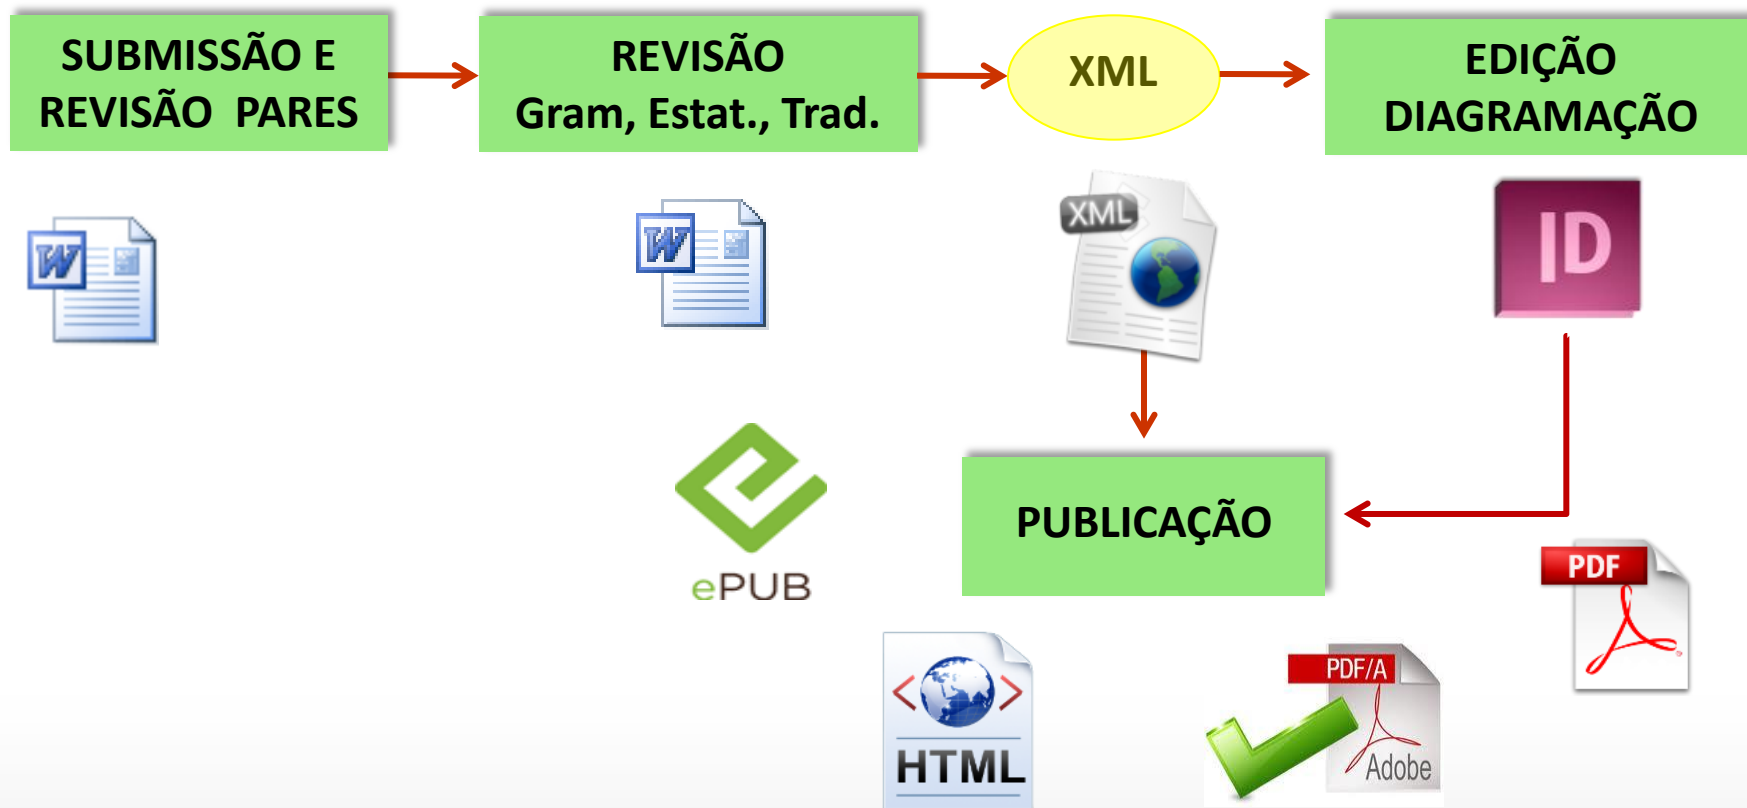 SUBMISSÃO E
REVISÃO PARES
REVISÃO
Gram, Estat., Trad.
XML
EDIÇÃO
DIAGRAMAÇÃO
W
W
XML
ID
ePUB
PUBLICAÇÃO
PDF
HTML
PDF/A
Adobe